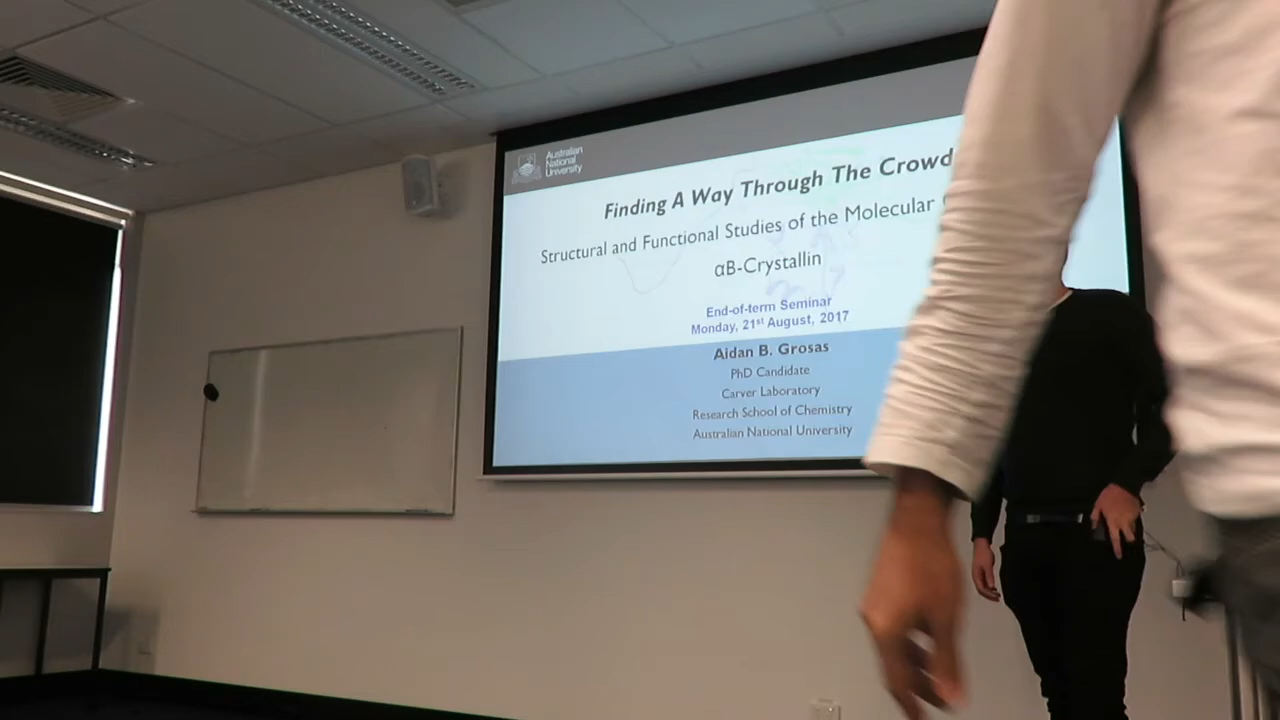 Australian
National
University
Finding A Way Through The Crowd
Structural and Functional Studies of the Molecular
αB-Crystallin
End-of-term Seminar
Monday, 21st August, 2017
Aidan B. Grosas
PhD Candidate
Carver Laboratory
Research School of Chemistry
Australian National University